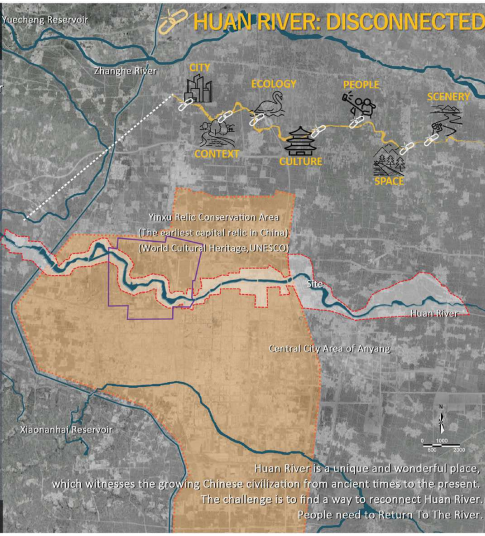 HUAN RIVER: DISCONNECTED
Yuecheng Reservoir
Zhanghe River
CITY
ECOLOGY
PEOPLE
SCENERY
CONTEXT
CULTURE
SPACE
Yinxu Relic Conservation Area
(The earliest capital relic in China)
(World Cultural Heritage,UNESCO)
Site
Huan River
Central City Area of Anyang
Xiaonanhai Reservoir
N
0 1000
500 2000
Huan River is a unique and wonderful place,
which witnesses the growing Chinese civilization from ancient times to the present.
The challenge is to find a way to reconnect Huan River.
People need to Return To The River.